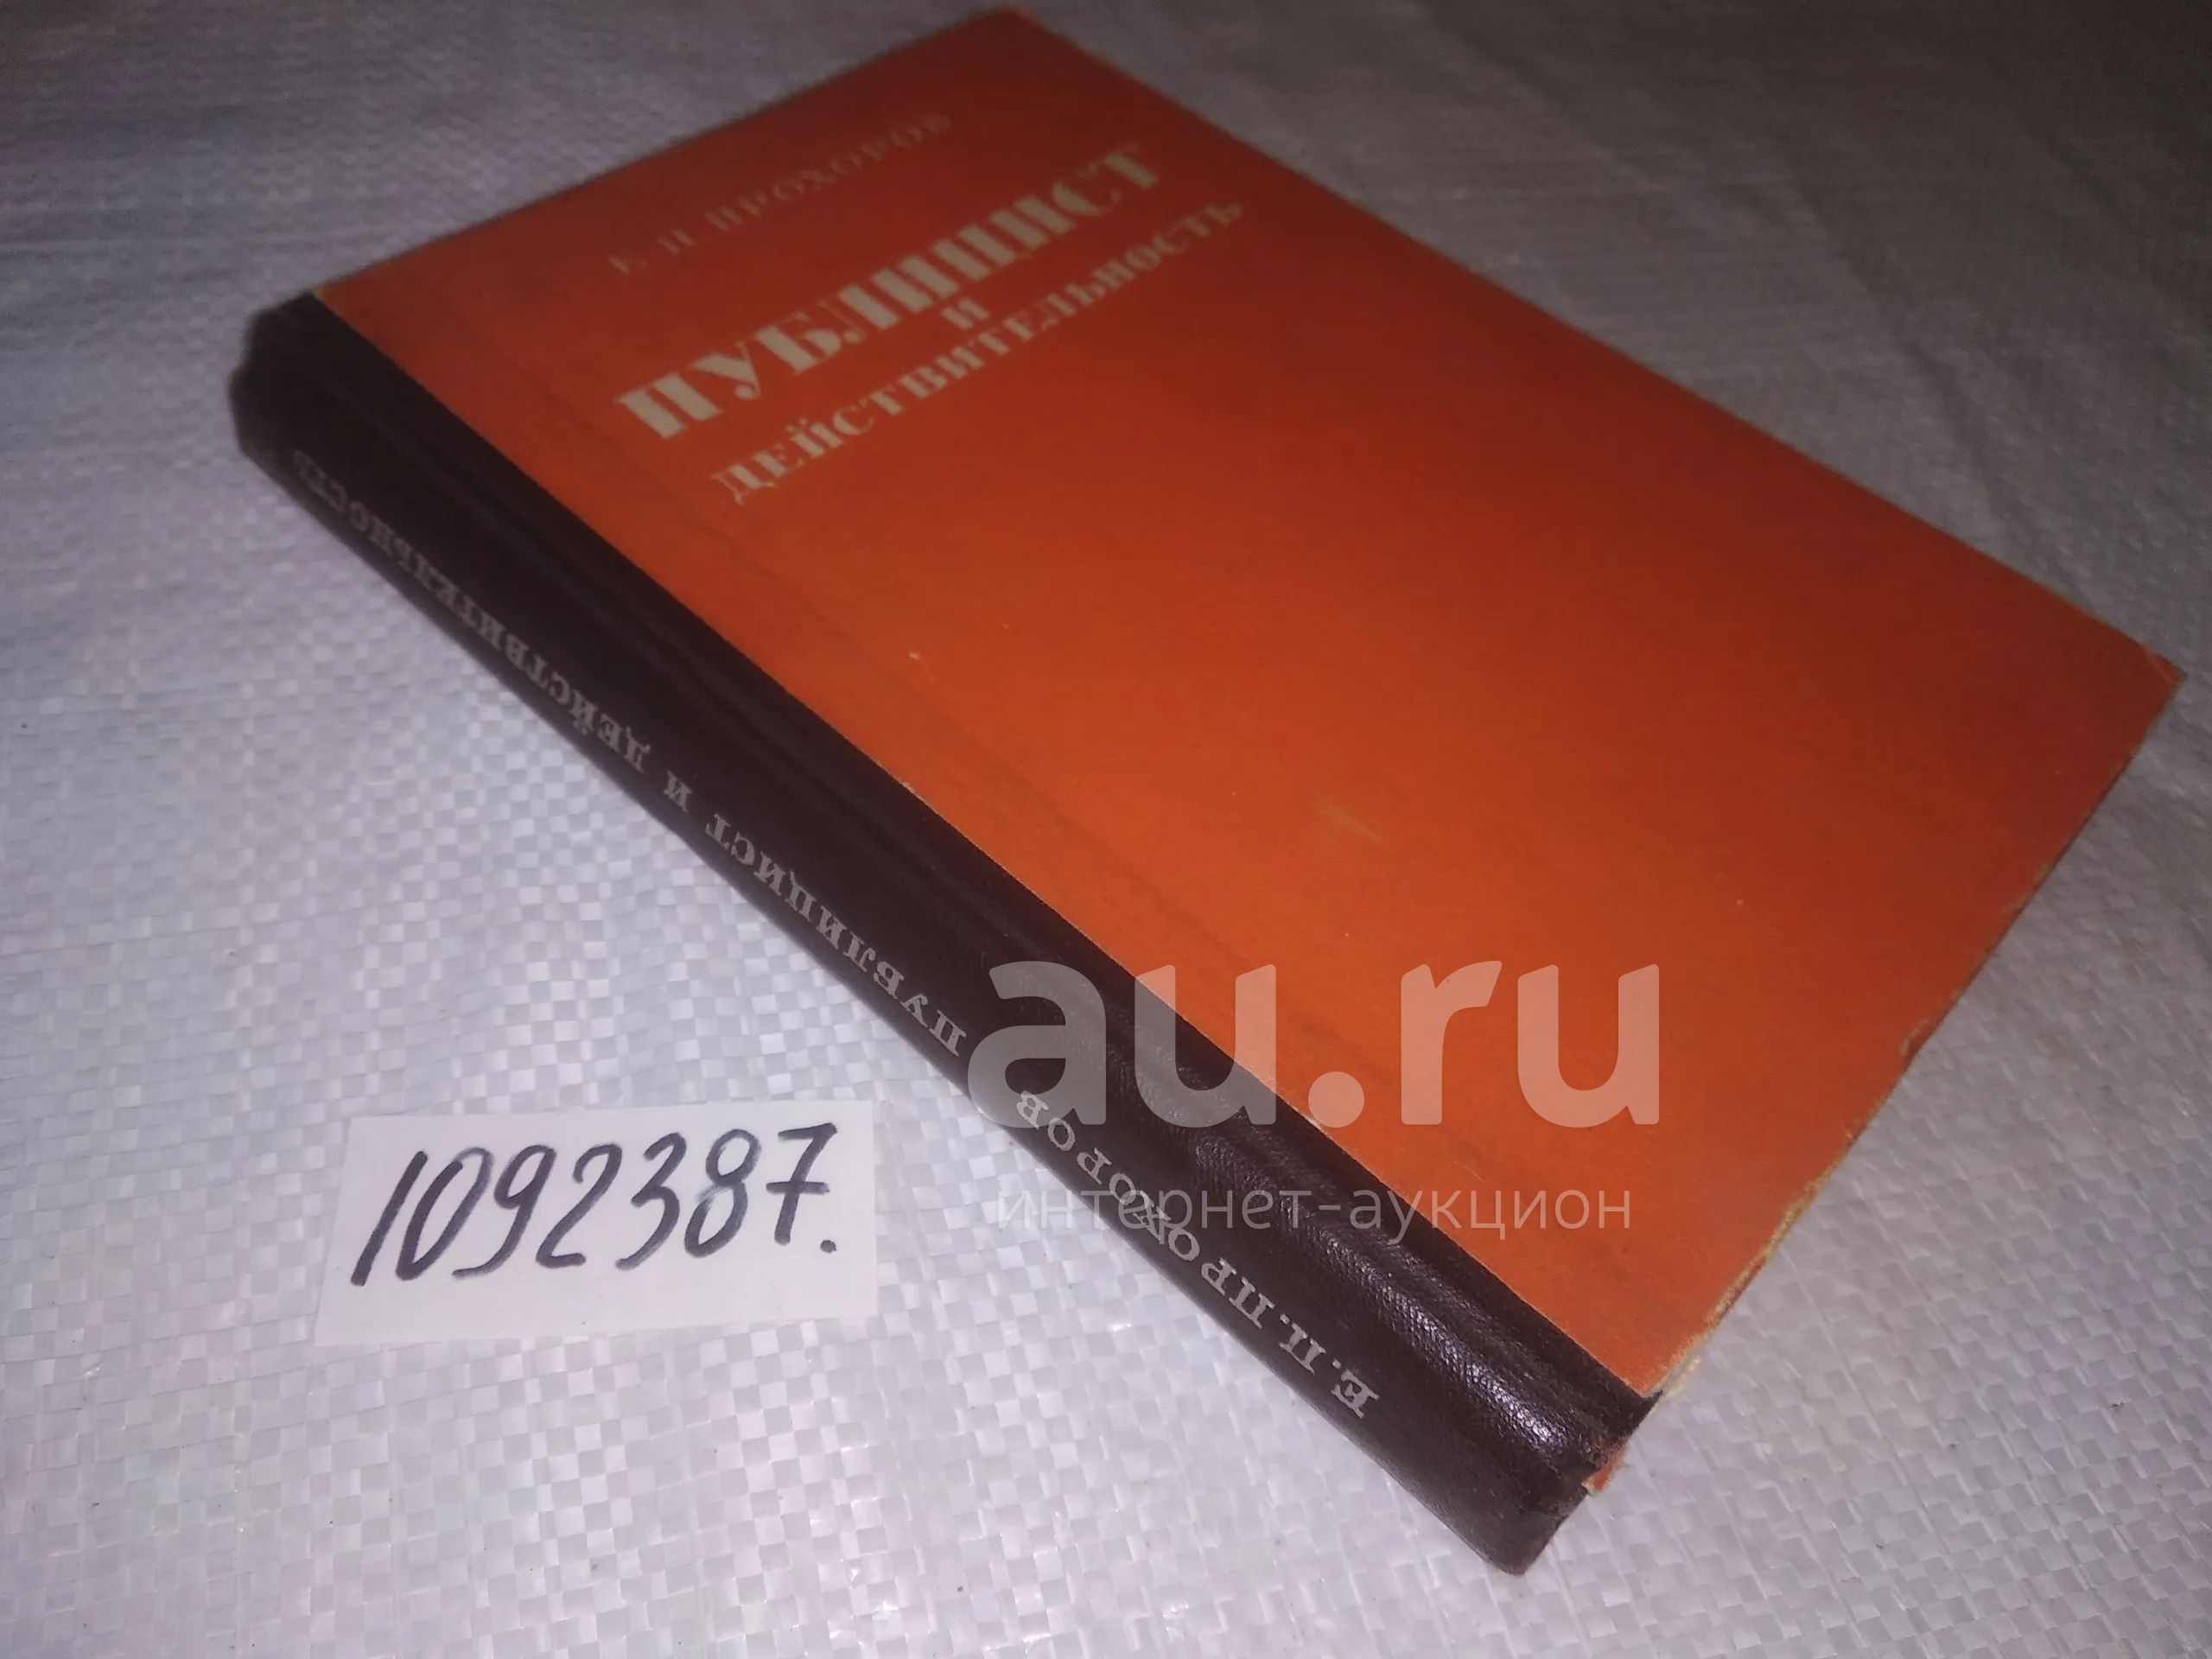 Е. П. ПРОХОРОВ
ПУБЛИЦИСТ
И
ДЕЙСТВИТЕЛЬНОСТЬ
Е. П. ПРОХОРОВ ПУБЛИЦИСТ И ДЕЙСТВИТЕЛЬНОСТЬ
1092387.
au.ru
интернет-аукцион